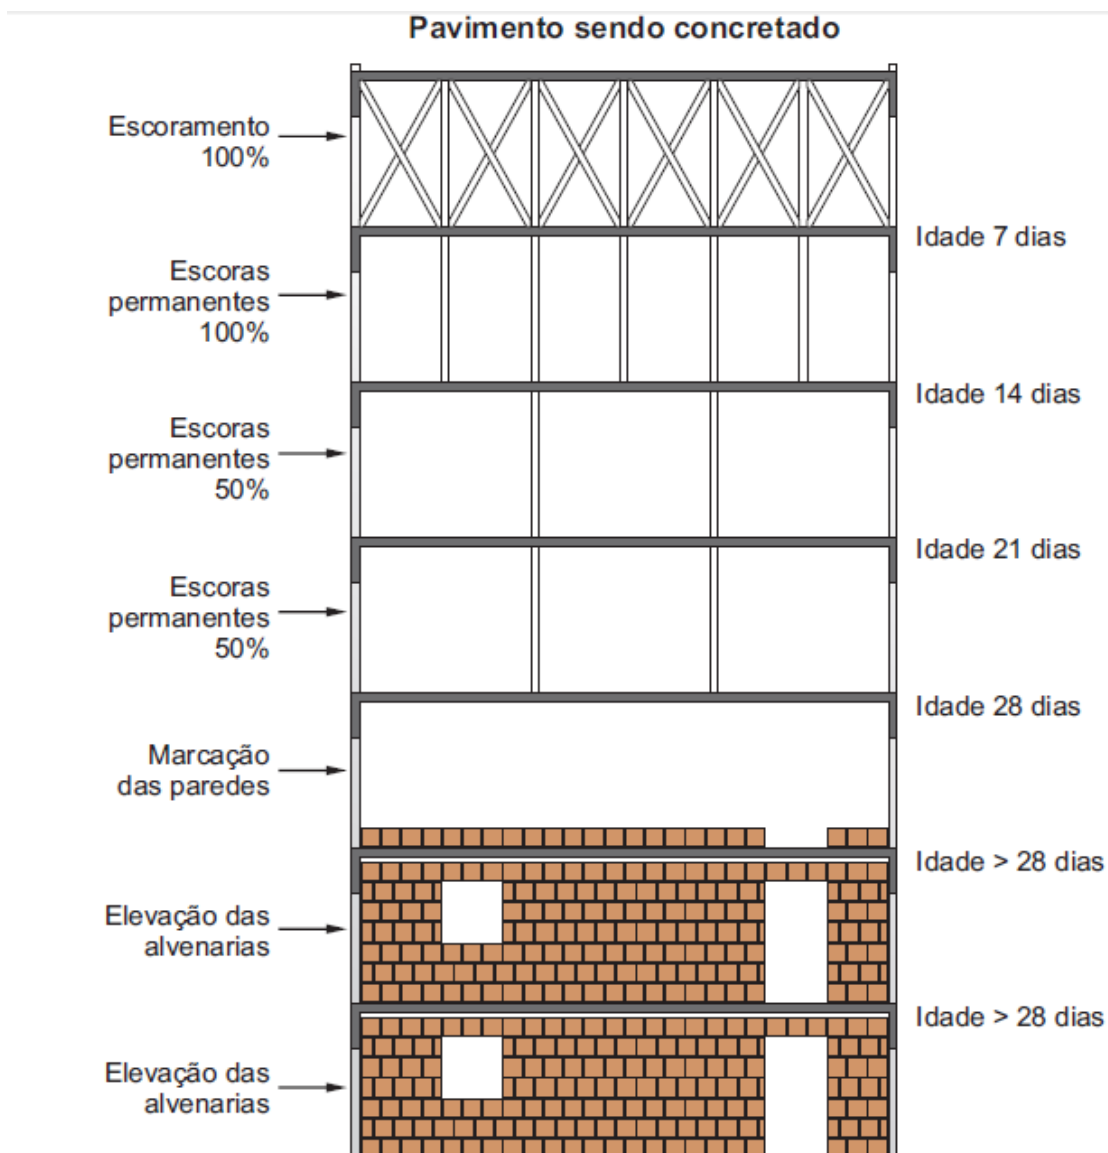 Pavimento sendo concretado
Escoramento
100%
Idade 7 dias
Escoras
permanentes
100%
Idade 14 dias
Escoras
permanentes
50%
Idade 21 dias
Escoras
permanentes
50%
Idade 28 dias
Marcação
das paredes
Idade > 28 dias
Elevação das
alvenarias
Idade > 28 dias
Elevação das
alvenarias